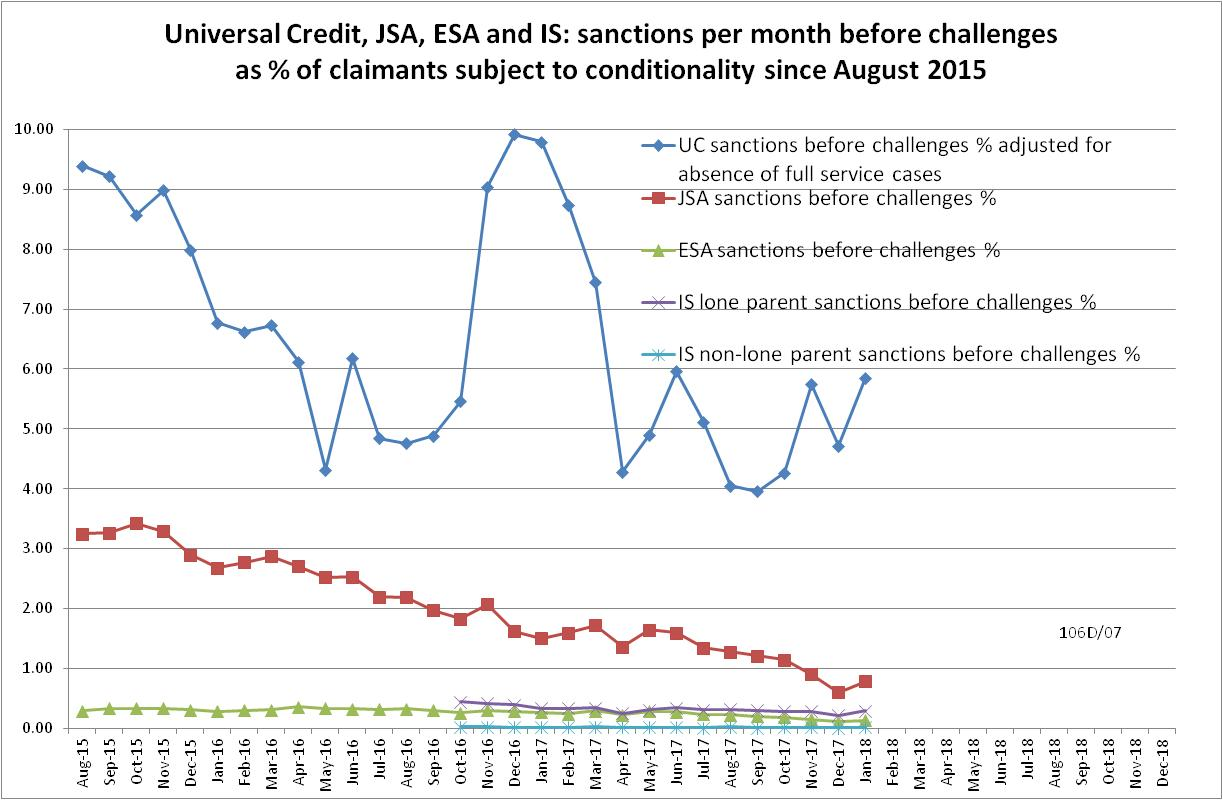 Universal Credit, JSA, ESA and IS: sanctions per month before challenges
as % of claimants subject to conditionality since August 2015
10.00
9.00
8.00
7.00
6.00
5.00
4.00
3.00
2.00
1.00
0.00
UC sanctions before challenges % adjusted for
absence of full service cases
JSA sanctions before challenges %
ESA sanctions before challenges %
IS lone parent sanctions before challenges %
IS non-lone parent sanctions before challenges %
106D/07
Aug-15
Sep-15
Oct-15
Nov-15
Dec-15
Jan-16
Feb-16
Mar-16
Apr-16
May-16
Jun-16
Jul-16
Aug-16
Sep-16
Oct-16
Nov-16
Dec-16
Jan-17
Feb-17
Mar-17
Apr-17
May-17
Jun-17
Jul-17
Aug-17
Sep-17
Oct-17
Nov-17
Dec-17
Jan-18
Feb-18
Mar-18
Apr-18
May-18
Jun-18
Jul-18
Aug-18
Sep-18
Oct-18
Nov-18
Dec-18